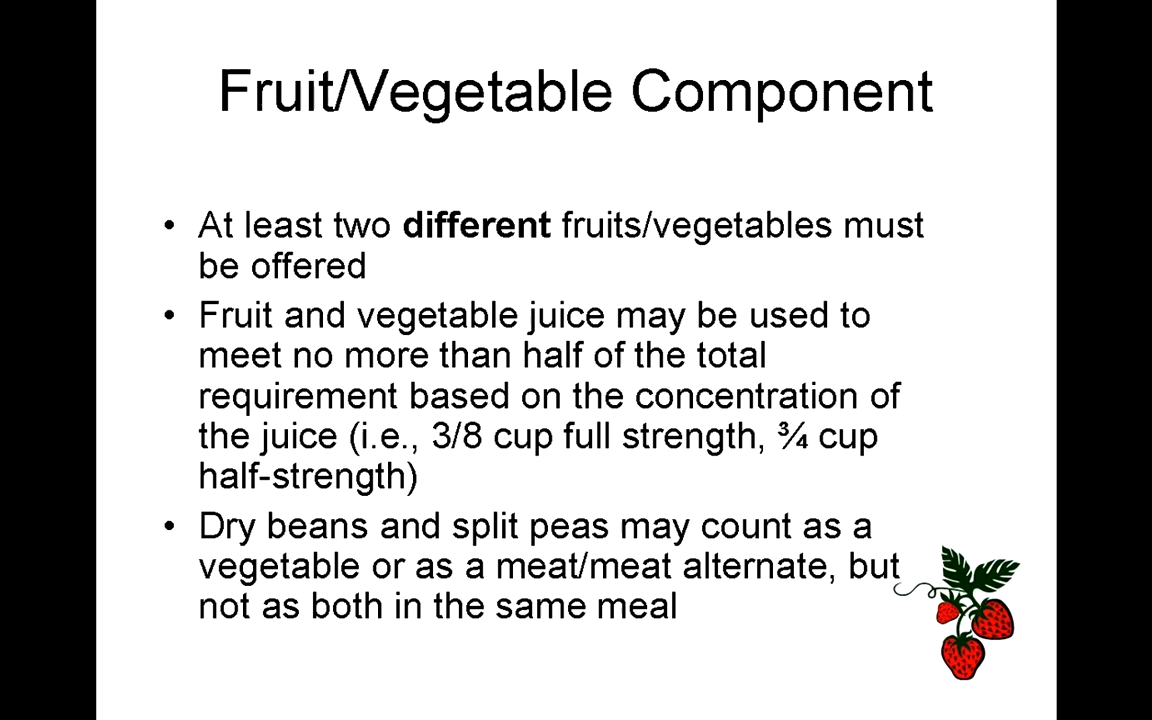 Fruit/Vegetable Component
• At least two different fruits/vegetables must
be offered
• Fruit and vegetable juice may be used to
meet no more than half of the total
requirement based on the concentration of
the juice (i.e., 3/8 cup full strength, ¾ cup
half-strength)
• Dry beans and split peas may count as a
vegetable or as a meat/meat alternate, but
not as both in the same meal